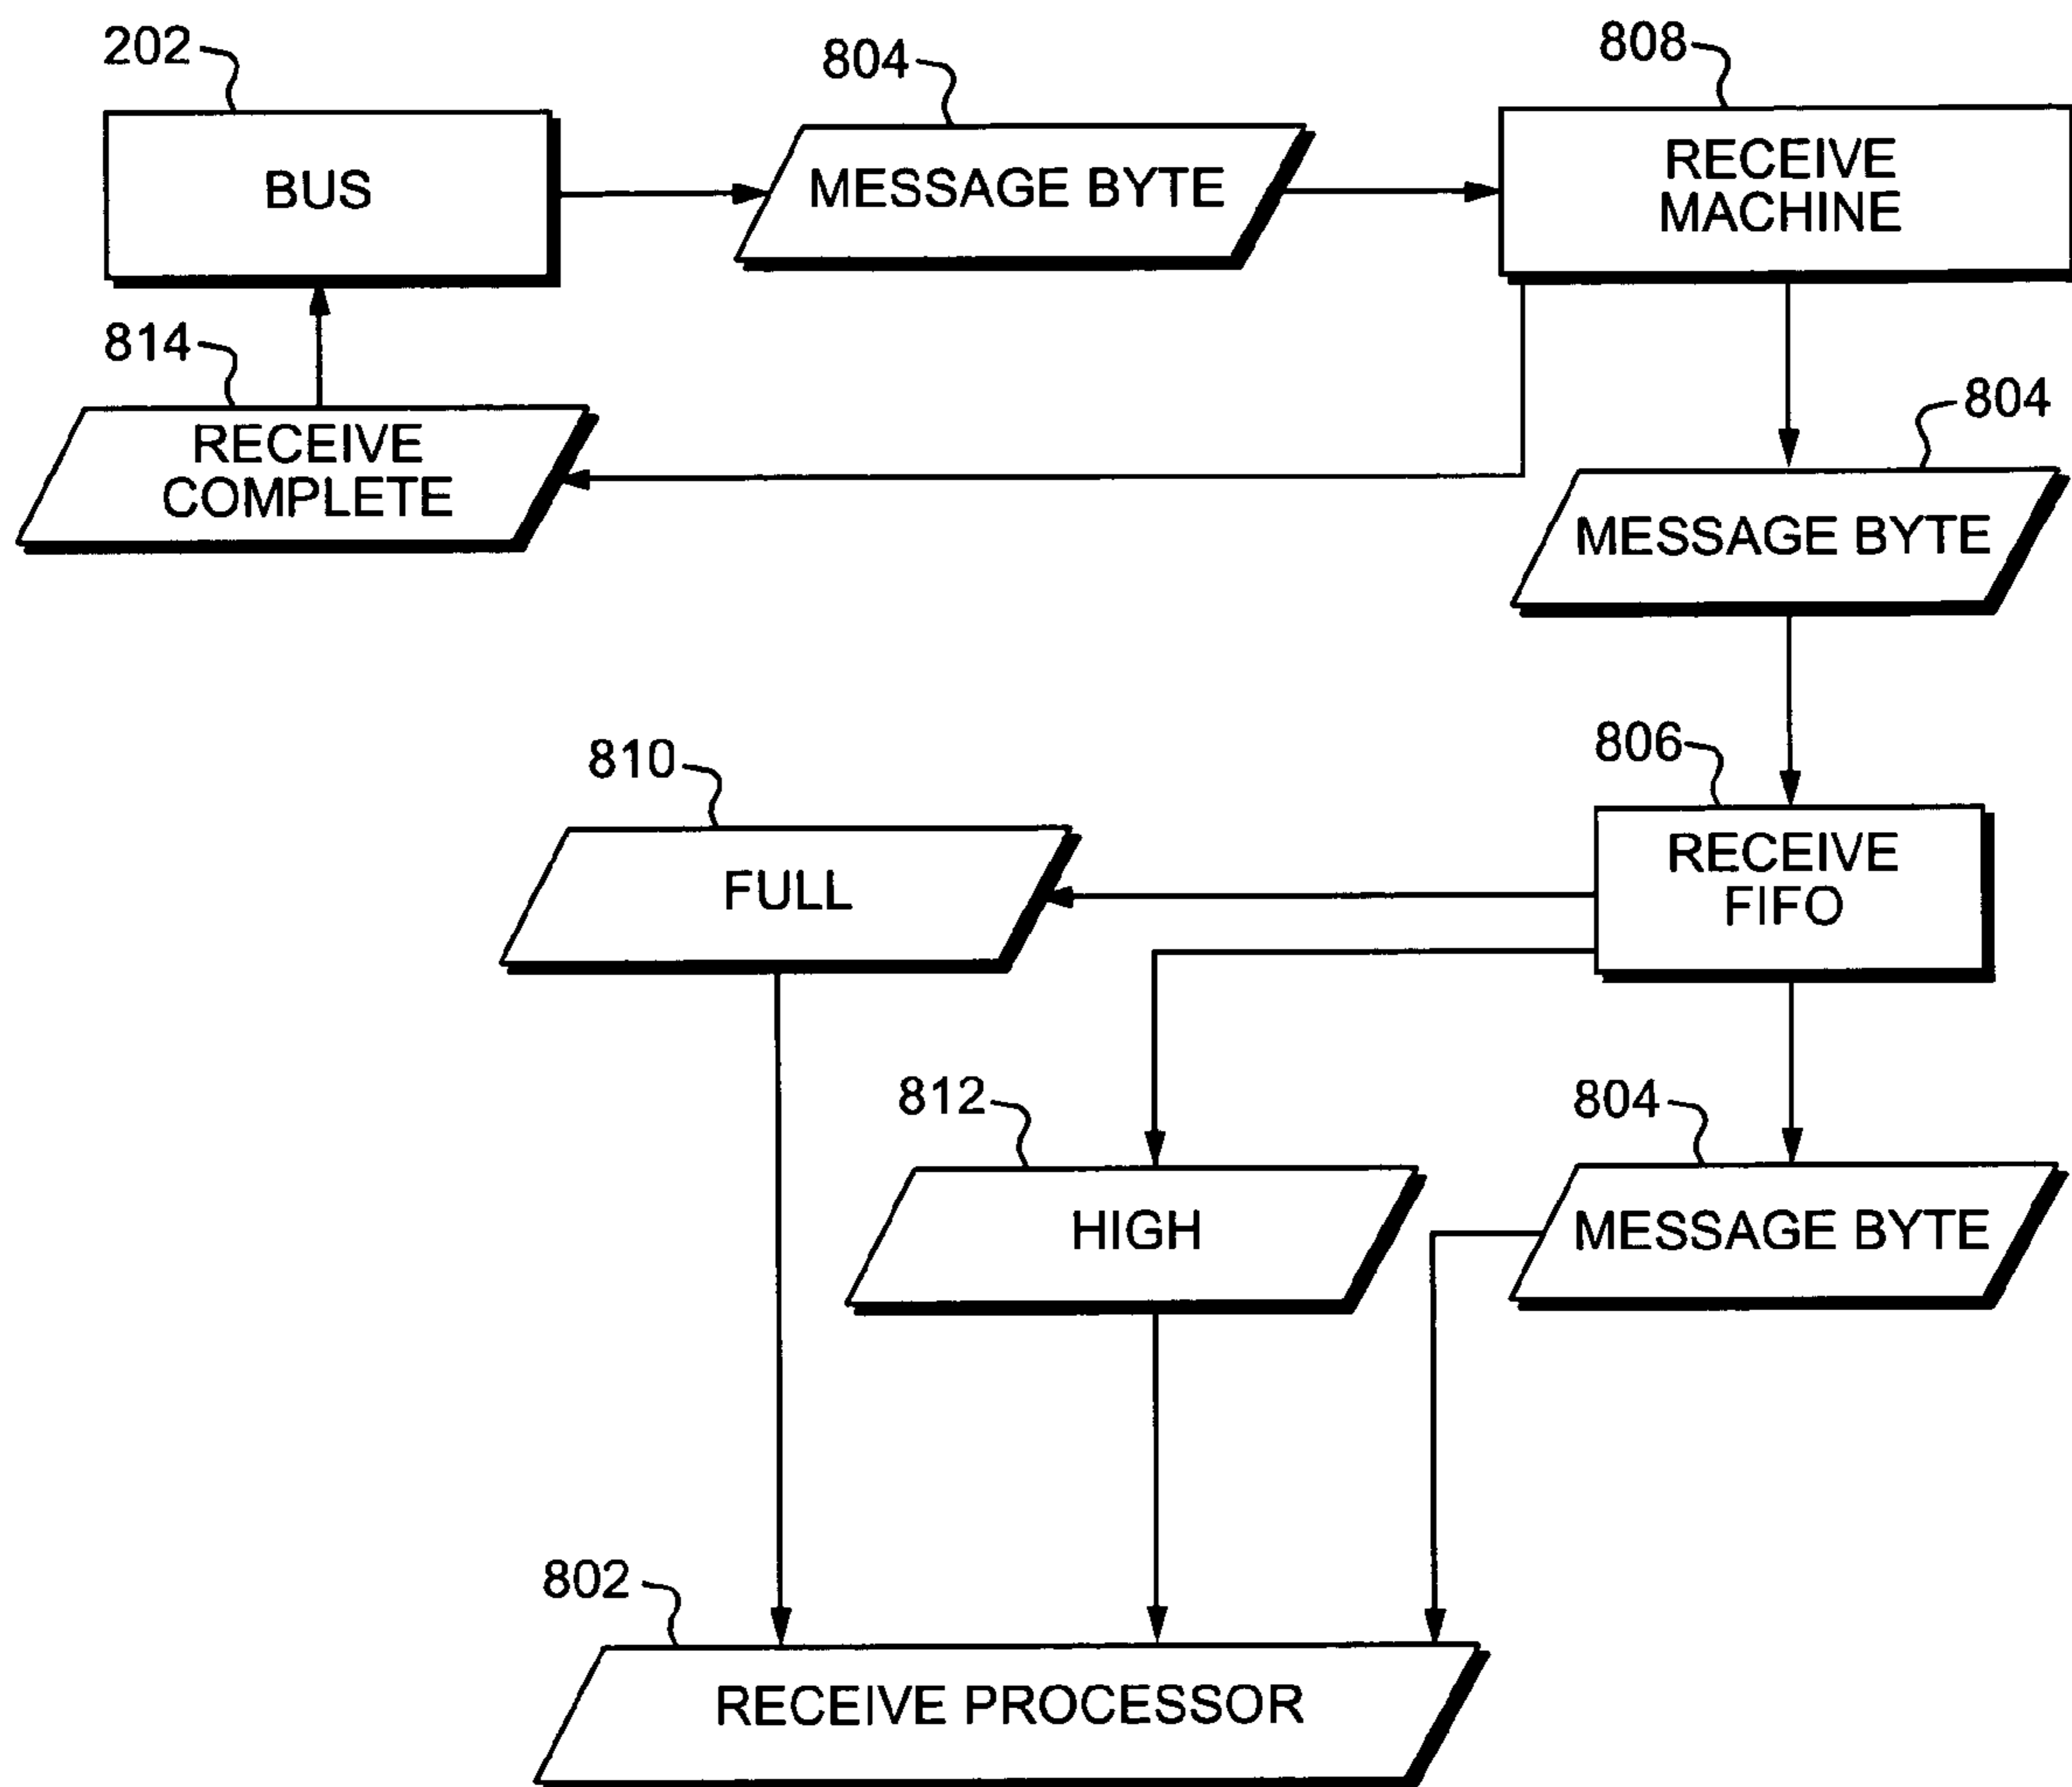 202
804
808
BUS
MESSAGE BYTE
RECEIVE
MACHINE
814
RECEIVE
COMPLETE
804
MESSAGE BYTE
810
806
FULL
RECEIVE
FIFO
812
804
HIGH
MESSAGE BYTE
802
RECEIVE PROCESSOR